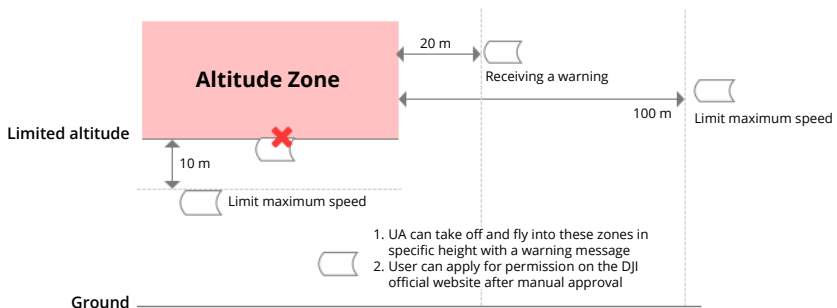 20 m
Receiving a warning
Altitude Zone
100 m
Limit maximum speed
Limited altitude
10 m
Limit maximum speed
1. UA can take off and fly into these zones in
specific height with a warning message
2. User can apply for permission on the DJI
official website after manual approval
Ground